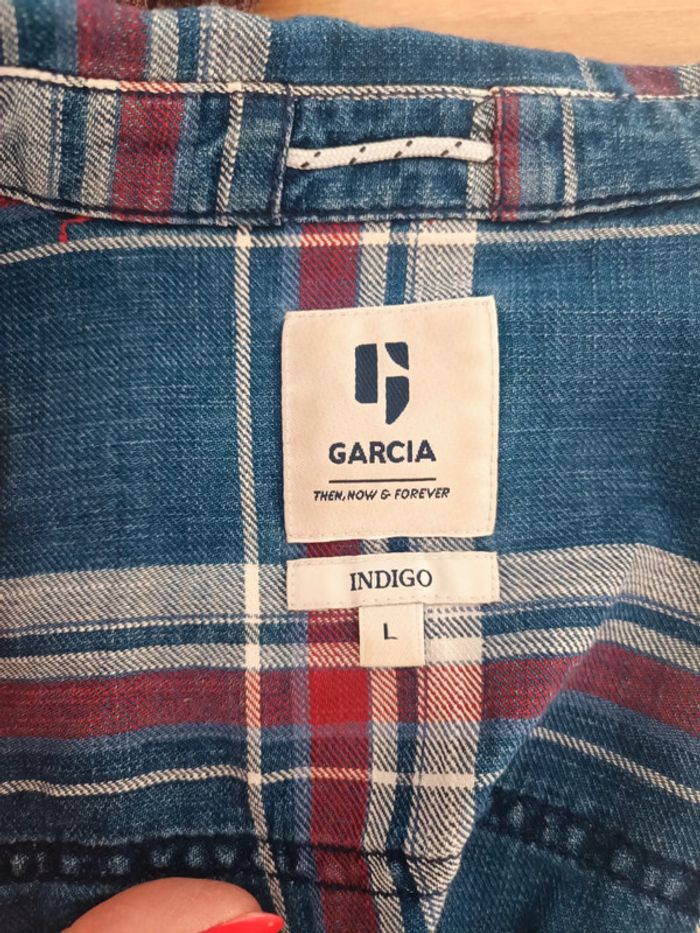 GARCIA
THEN, NOW & FOREVER
INDIGO
L